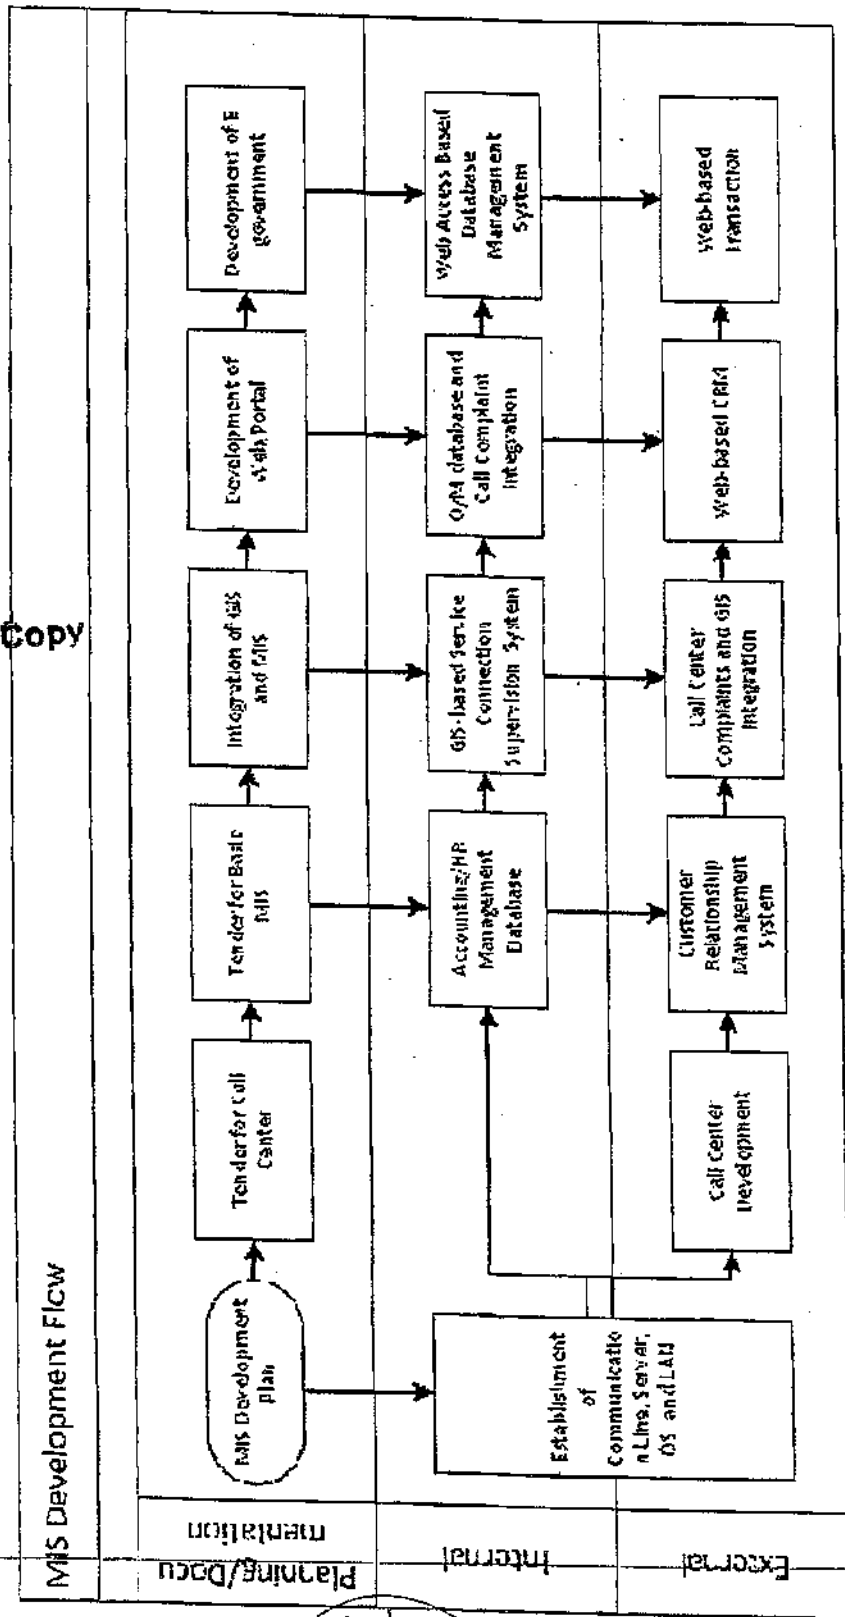 Copy
MIS Development Flow
Planning/Docu
mentation
MIS Development
plan
Tender for Call
Center
Tender for Basic
MIS
Integration of GIS
and MIS
Development of
Web Portal
Development of E
government
Internal
Establishment
of
Communicatio
n Line, Server,
OS and LAN
Accounting/HR
Management
Database
GIS-based Service
Connection
Supervision System
O/M database and
Call Complaint
Integration
Web Access Based
Database
Management
System
External
Call Center
Development
Customer
Relationship
Management
System
Call Center
Complaints and GIS
Integration
Web-based CRM
Web-based
Transaction